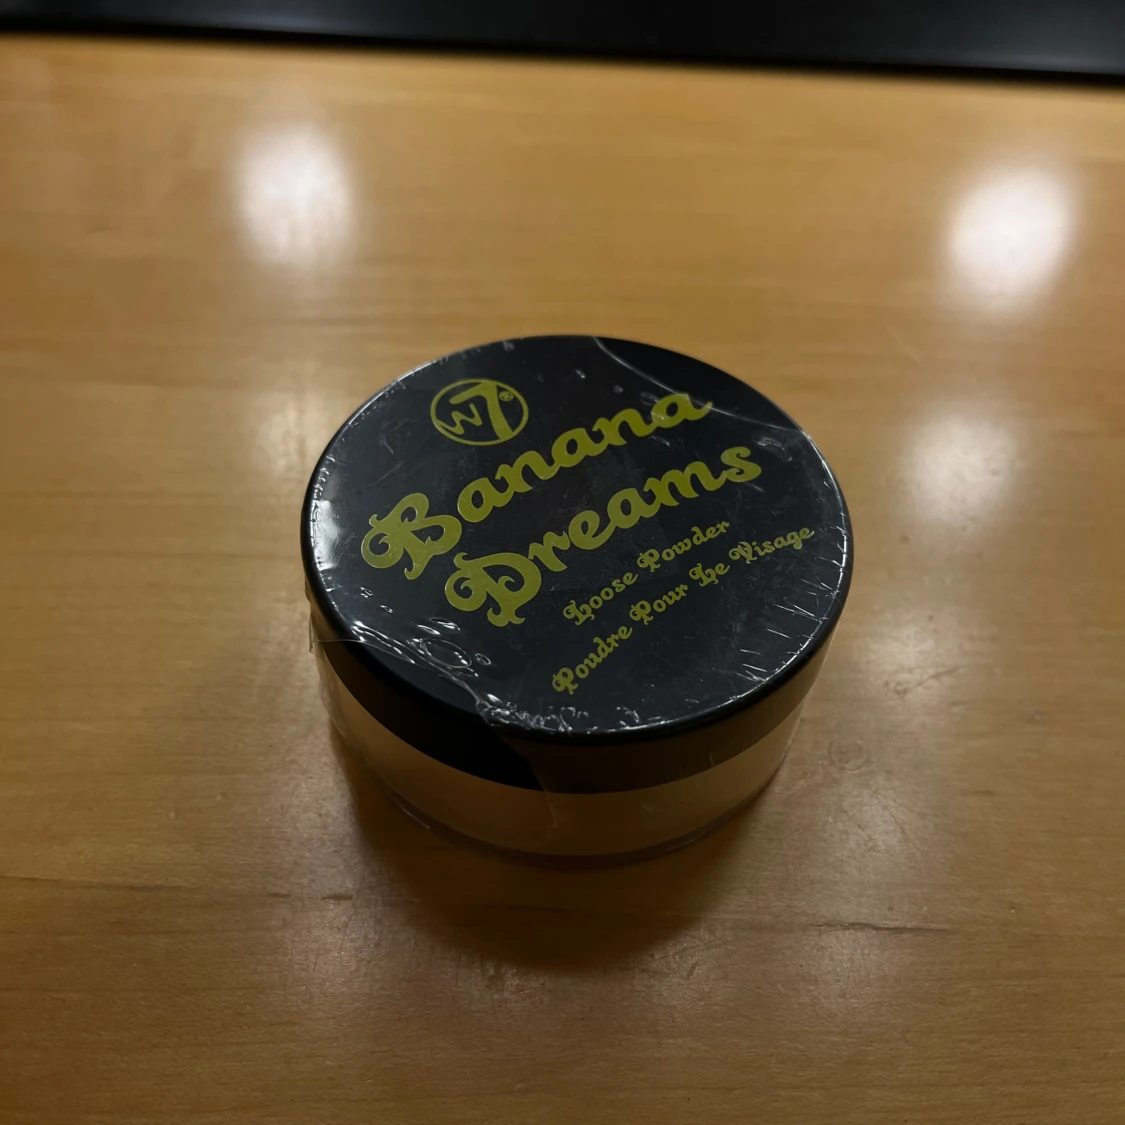 W7®
Banana
Dreams
Loose Powder
Poudre Pour Le Visage